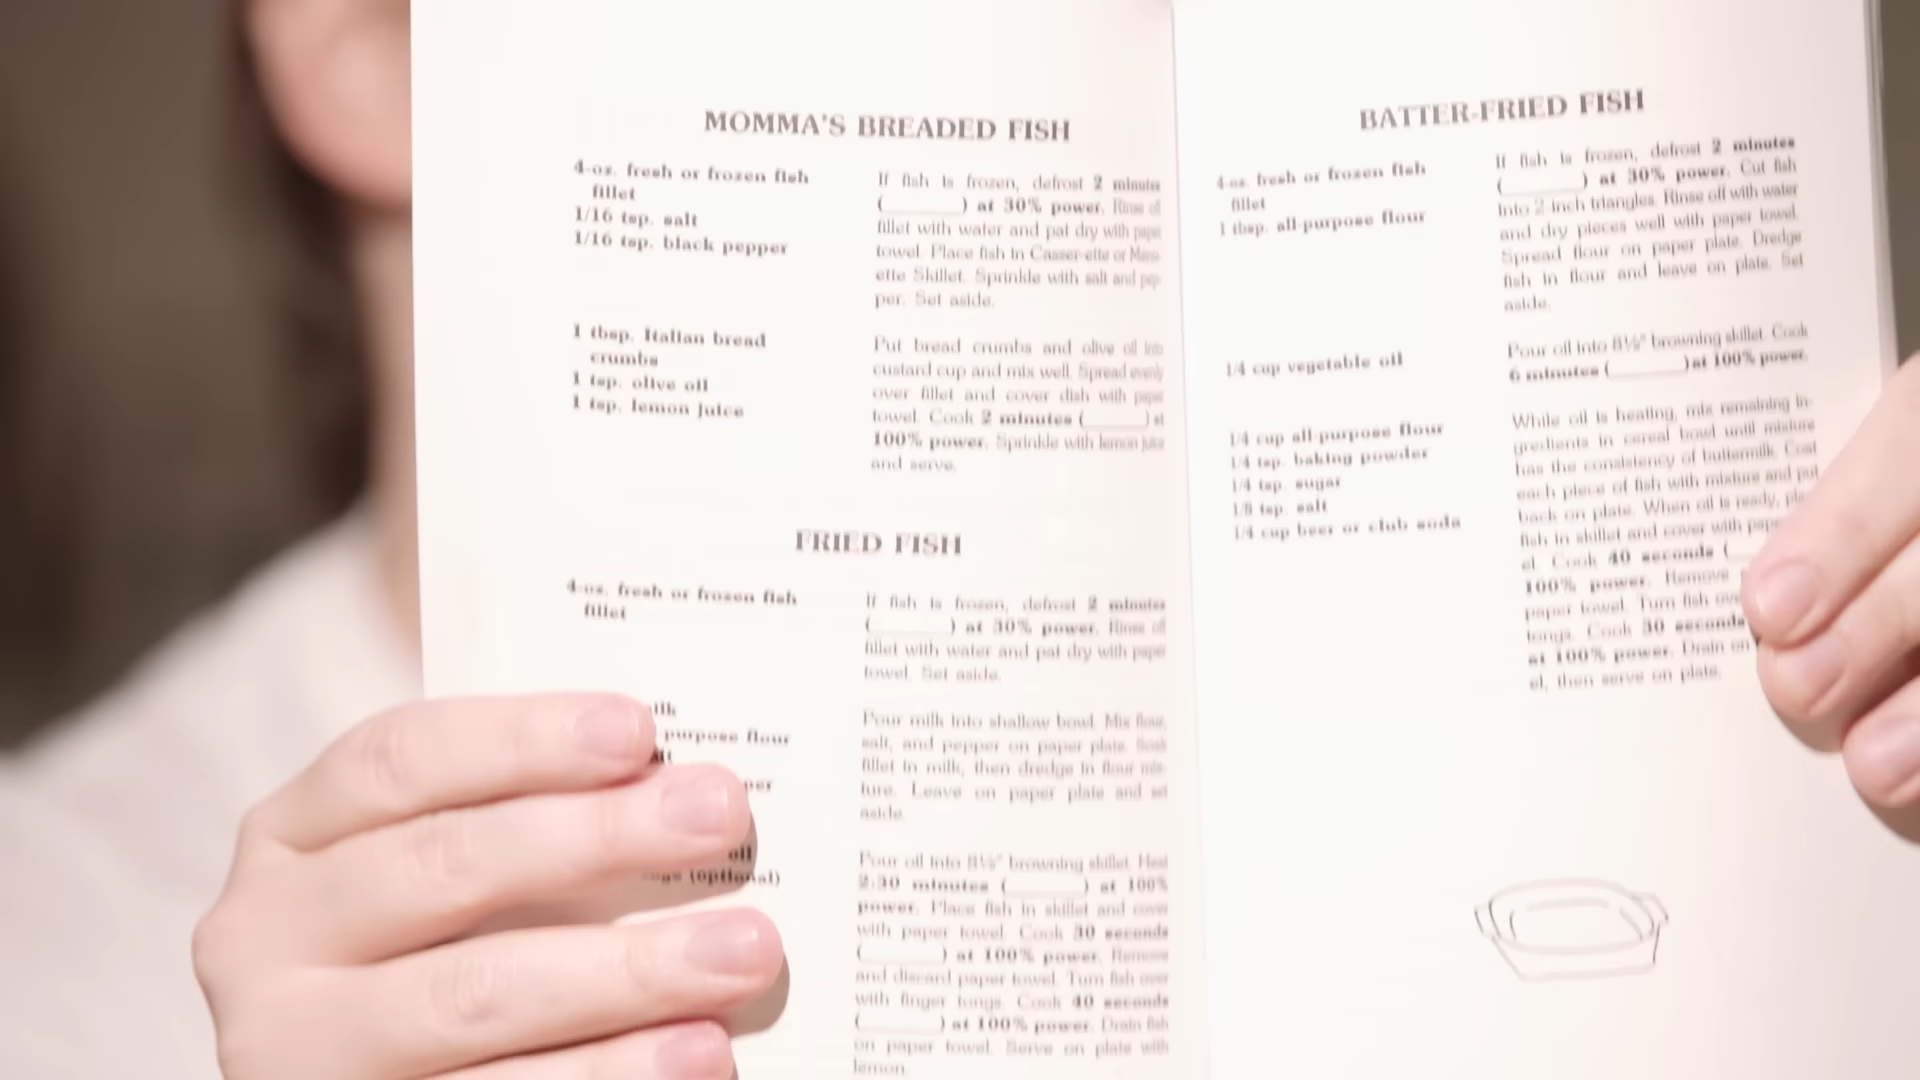 MOMMA'S BREADED FISH
4-oz. fresh or frozen fish
fillet
1/16 tsp. salt
1/16 tsp. black pepper
If fish is frozen, defrost 2 minutes
( ) at 30% power. Rinse off
fillet with water and pat dry with paper
towel. Place fish in Casser-ette or Mens-
ette Skillet. Sprinkle with salt and pep-
per. Set aside.
1 tbsp. Italian bread
crumbs
1 tsp. olive oil
1 tsp. lemon juice
Put bread crumbs and olive oil into
custard cup and mix well. Spread evenly
over fillet and cover dish with paper
towel. Cook 2 minutes ( ) at
100% power. Sprinkle with lemon juice
and serve.
FRIED FISH
4-oz. fresh or frozen fish
fillet
If fish is frozen, defrost 2 minutes
( ) at 30% power. Rinse off
fillet with water and pat dry with paper
towel. Set aside.
purpose flour
oil
(optional)
Pour milk into shallow bowl. Mix flour,
salt, and pepper on paper plate. Soak
fillet in milk, then dredge in flour mix-
ture. Leave on paper plate and set
aside.
Pour oil into 8½" browning skillet. Heat
2:30 minutes ( ) at 100%
power. Place fish in skillet and cover
with paper towel. Cook 30 seconds
( ) at 100% power. Remove
and discard paper towel. Turn fish over
with finger tongs. Cook 40 seconds
( ) at 100% power. Drain fish
on paper towel. Serve on plate with
lemon.
BATTER-FRIED FISH
4-oz. fresh or frozen fish
fillet
1 tbsp. all-purpose flour
If fish is frozen, defrost 2 minutes
( ) at 30% power. Cut fish
into 2-inch triangles. Rinse off with water
and dry pieces well with paper towel.
Spread flour on paper plate. Dredge
fish in flour and leave on plate. Set
aside.
1/4 cup vegetable oil
Pour oil into 8½" browning skillet. Cook
6 minutes ( ) at 100% power.
1/4 cup all-purpose flour
1/4 tsp. baking powder
1/4 tsp. sugar
1/8 tsp. salt
1/4 cup beer or club soda
While oil is heating, mix remaining in-
gredients in cereal bowl until mixture
has the consistency of buttermilk. Coat
each piece of fish with mixture and put
back on plate. When oil is ready,
fish in skillet and cover with
el. Cook 40 seconds (
100% power. Remove
paper towel. Turn fish
tongs. Cook 30 seconds
at 100% power. Drain on
el, then serve on plate.